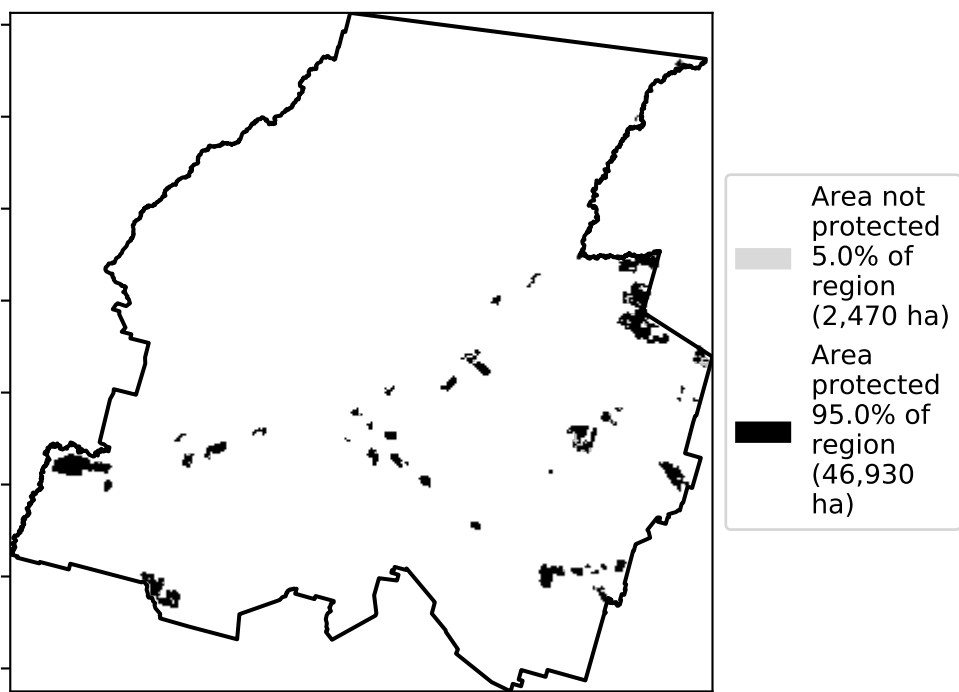 Area not
protected
5.0% of
region
(2,470 ha)
Area
protected
95.0% of
region
(46,930
ha)